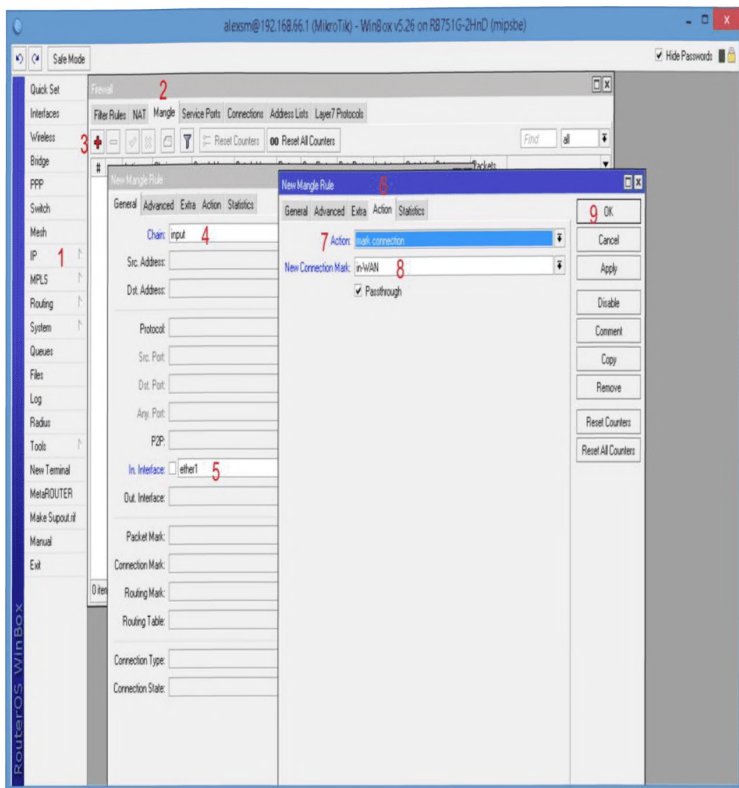 alexsm@192.168.66.1 (MikroTik) - WinBox v5.26 on RB751G-2HnD (mipsbe)
Safe Mode
Hide Passwords
Quick Set
Interfaces
Wireless
Bridge
PPP
Switch
Mesh
IP 1
MPLS
Routing
System
Queues
Files
Log
Radius
Tools
New Terminal
MetaROUTER
Make Supout.rif
Manual
Exit
RouterOS WinBox
Firewall
2
Filter Rules NAT Mangle Service Ports Connections Address Lists Layer7 Protocols
3
Reset Counters 00 Reset All Counters
Find all
#
Packets
0 item
New Mangle Rule
General Advanced Extra Action Statistics
Chain: input 4
Src. Address:
Dst. Address:
Protocol:
Src. Port:
Dst. Port:
Any. Port:
P2P:
In. Interface: ether1 5
Out. Interface:
Packet Mark:
Connection Mark:
Routing Mark:
Routing Table:
Connection Type:
Connection State:
New Mangle Rule
6
General Advanced Extra Action Statistics
7 Action: mark connection
New Connection Mark: in-WAN 8
Passthrough
9 OK
Cancel
Apply
Disable
Comment
Copy
Remove
Reset Counters
Reset All Counters